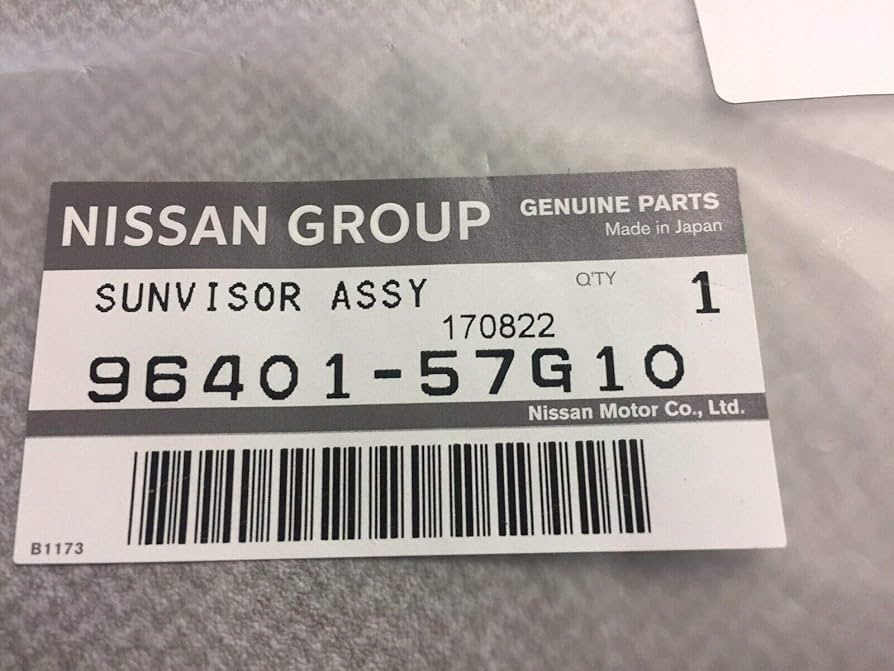 NISSAN GROUP GENUINE PARTS
Made in Japan
SUNVISOR ASSY Q'TY 1
170822
96401-57G10
Nissan Motor Co., Ltd.
B1173